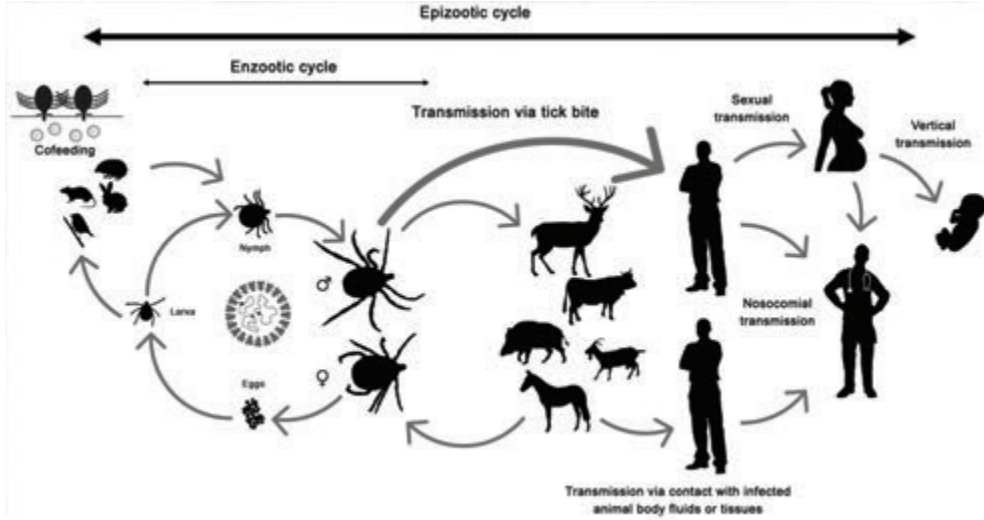 Epizootic cycle
Enzootic cycle
Transmission via tick bite
Sexual
transmission
Vertical
transmission
Cofeeding
Nymph
♂
Larva
Nosocomial
transmission
♀
Eggs
Transmission via contact with infected
animal body fluids or tissues